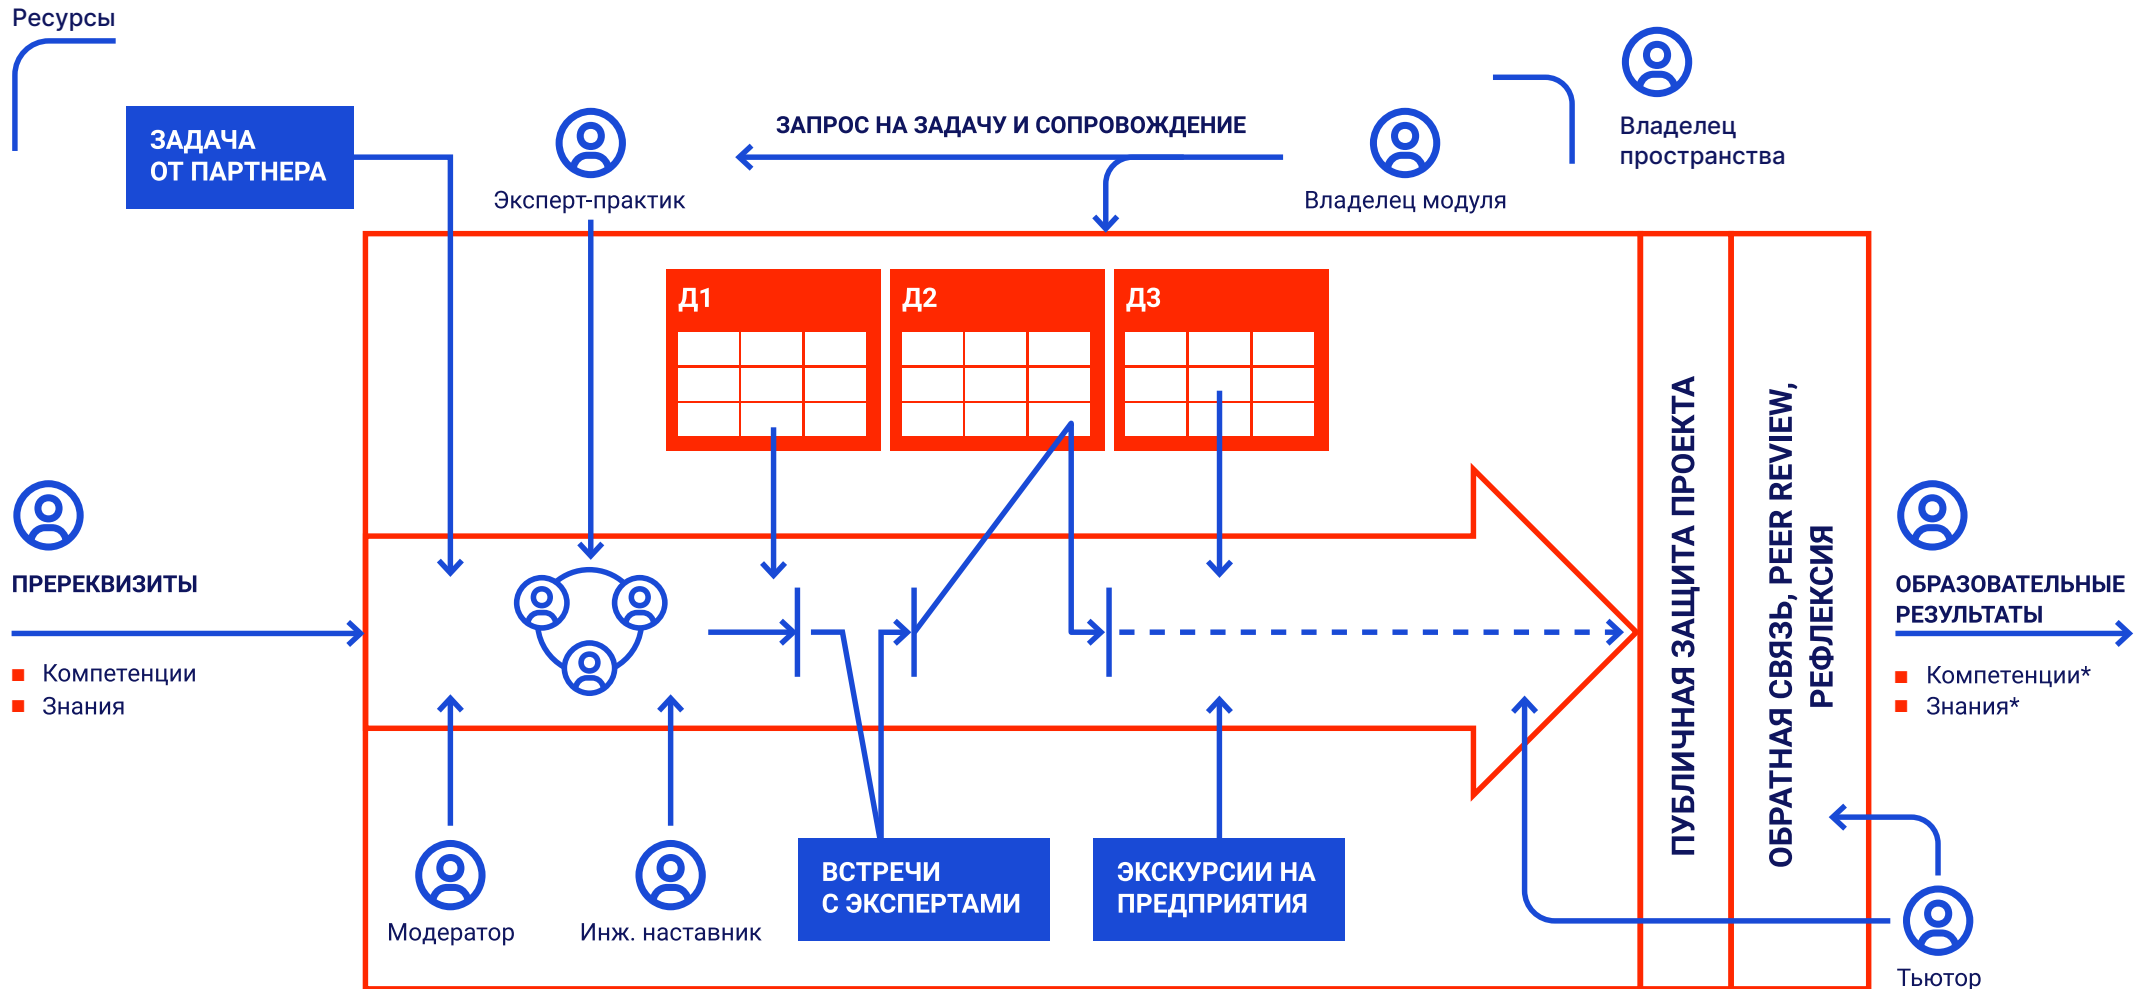 Ресурсы
ЗАДАЧА
ОТ ПАРТНЕРА
Эксперт-практик
ЗАПРОС НА ЗАДАЧУ И СОПРОВОЖДЕНИЕ
Владелец модуля
Владелец
пространства
Д1
Д2
Д3
ПРЕРЕКВИЗИТЫ
Компетенции
Знания
ПУБЛИЧНАЯ ЗАЩИТА ПРОЕКТА
ОБРАТНАЯ СВЯЗЬ, PEER REVIEW,
РЕФЛЕКСИЯ
ОБРАЗОВАТЕЛЬНЫЕ
РЕЗУЛЬТАТЫ
Компетенции*
Знания*
Модератор
Инж. наставник
ВСТРЕЧИ
С ЭКСПЕРТАМИ
ЭКСКУРСИИ НА
ПРЕДПРИЯТИЯ
Тьютор